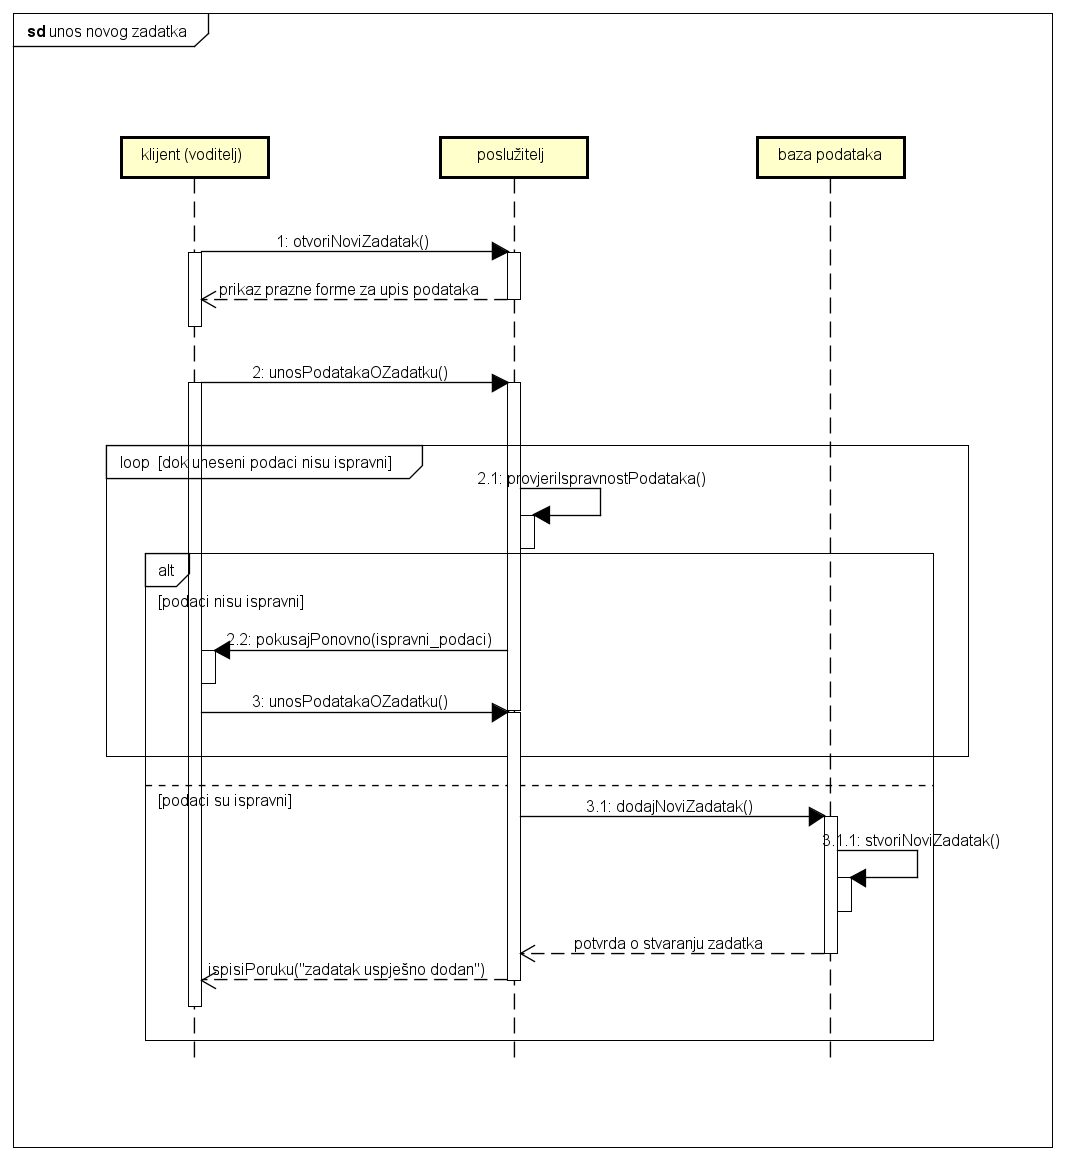 sd unos novog zadatka
klijent (voditelj)
poslužitelj
baza podataka
1: otvoriNoviZadatak()
prikaz prazne forme za upis podataka
2: unosPodatakaOZadatku()
loop [dok uneseni podaci nisu ispravni]
2.1: provjeriIspravnostPodataka()
alt
[podaci nisu ispravni]
2.2: pokusajPonovno(ispravni_podaci)
3: unosPodatakaOZadatku()
[podaci su ispravni]
3.1: dodajNoviZadatak()
3.1.1: stvoriNoviZadatak()
potvrda o stvaranju zadatka
ispisiPoruku("zadatak uspješno dodan")